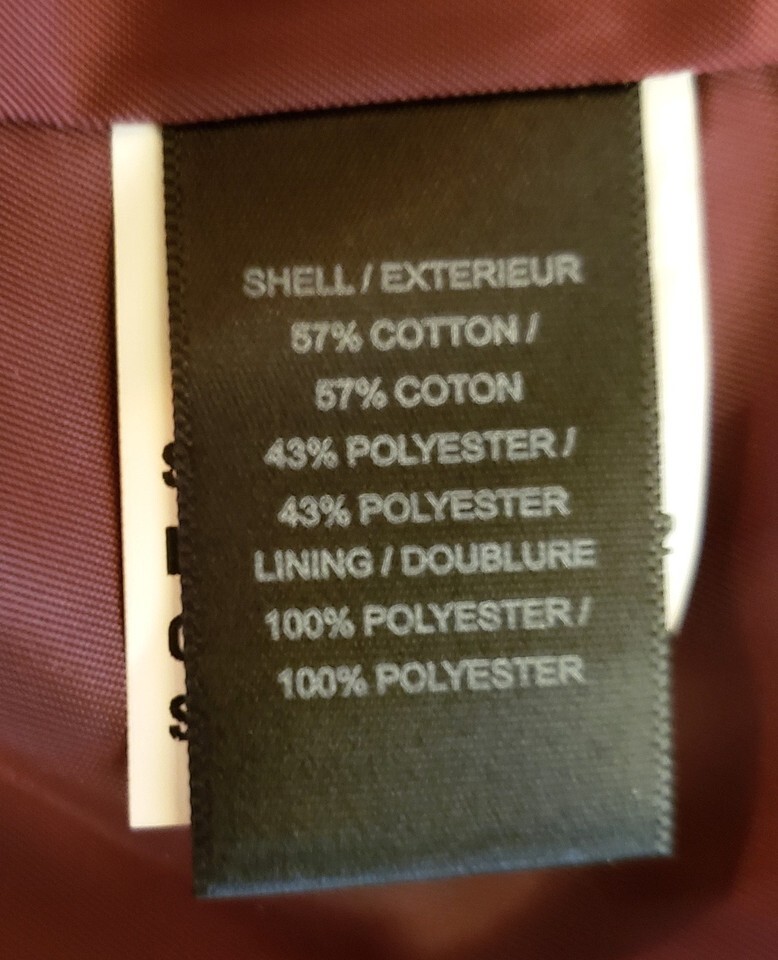 SHELL / EXTERIEUR
57% COTTON /
57% COTON
43% POLYESTER /
43% POLYESTER
LINING / DOUBLURE
100% POLYESTER /
100% POLYESTER